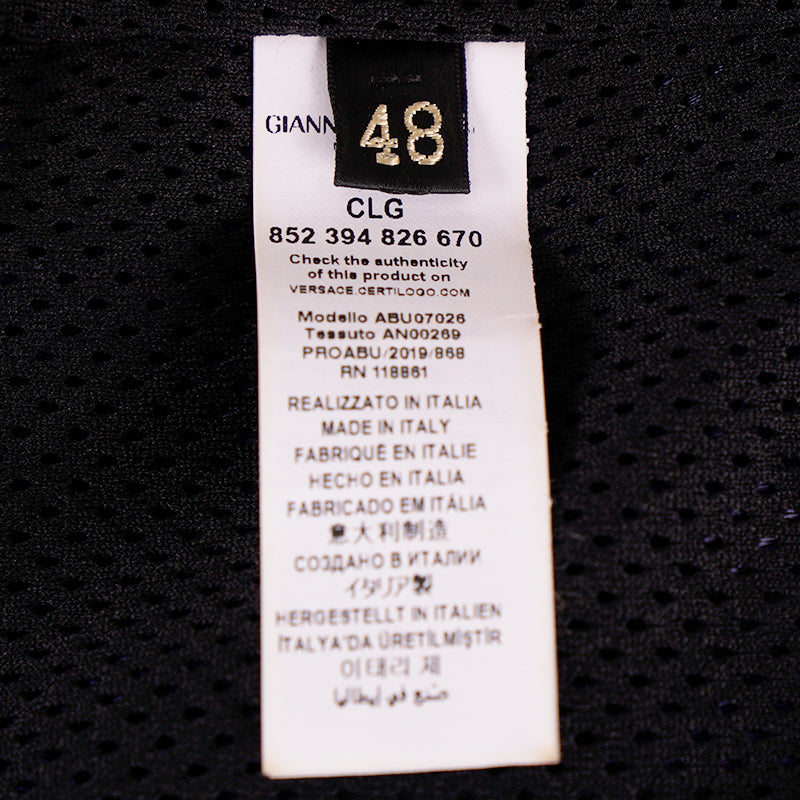 48
GIANN
CLG
852 394 826 670
Check the authenticity
of this product on
VERSACE.CERTILOGO.COM
Modello ABU07026
Tessuto AN00269
PROABU/2019/868
RN 118861
REALIZZATO IN ITALIA
MADE IN ITALY
FABRIQUÉ EN ITALIE
HECHO EN ITALIA
FABRICADO EM ITÁLIA
意大利制造
СОЗДАНО В ИТАЛИИ
イタリア製
HERGESTELLT IN ITALIEN
İTALYA'DA ÜRETİLMİŞTİR
이태리 제
صنع في إيطاليا